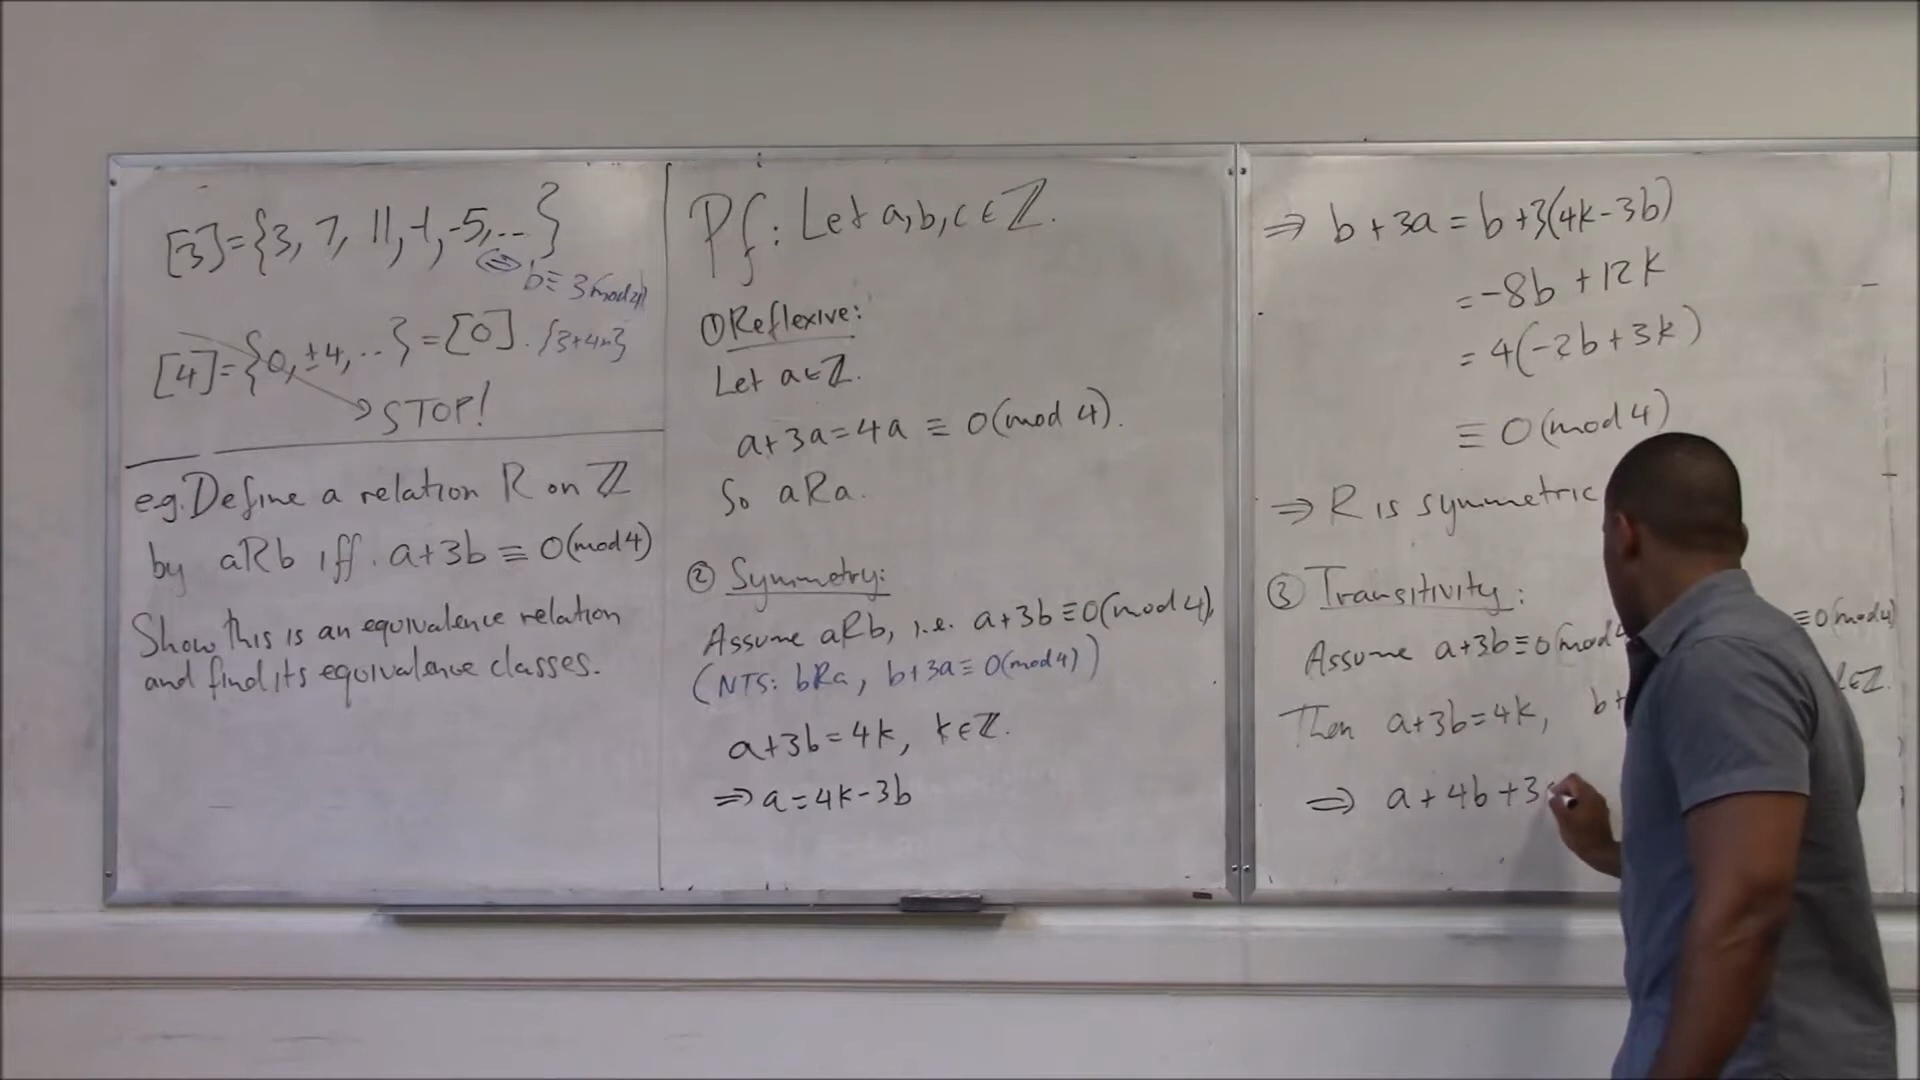 [3]={3, 7, 11, -1, -5, ... }
⇔ b≡ 3(mod 4)
[4]={0, ±4, ..} = [0]. {3+4n}
→ STOP!
e.g. Define a relation R on ℤ
by aRb iff. a+3b ≡ 0(mod 4)
Show this is an equivalence relation
and find its equivalence classes.
Pf: Let a,b,c ∈ ℤ.
① Reflexive:
Let a∈ℤ.
a+3a=4a ≡ 0(mod 4).
So aRa.
② Symmetry:
Assume aRb, i.e. a+3b≡0(mod 4),
(NTS: bRa, b+3a≡0(mod 4))
a+3b=4k, k∈ℤ.
⇒ a=4k-3b
⇒ b+3a = b+3(4k-3b)
= -8b+12k
= 4(-2b+3k)
≡ 0(mod 4)
⇒ R is symmetric
③ Transitivity:
Assume a+3b≡0(mod 4 ≡0(mod 4)
Then a+3b=4k, b+ ∈ℤ.
⇒ a+4b+3